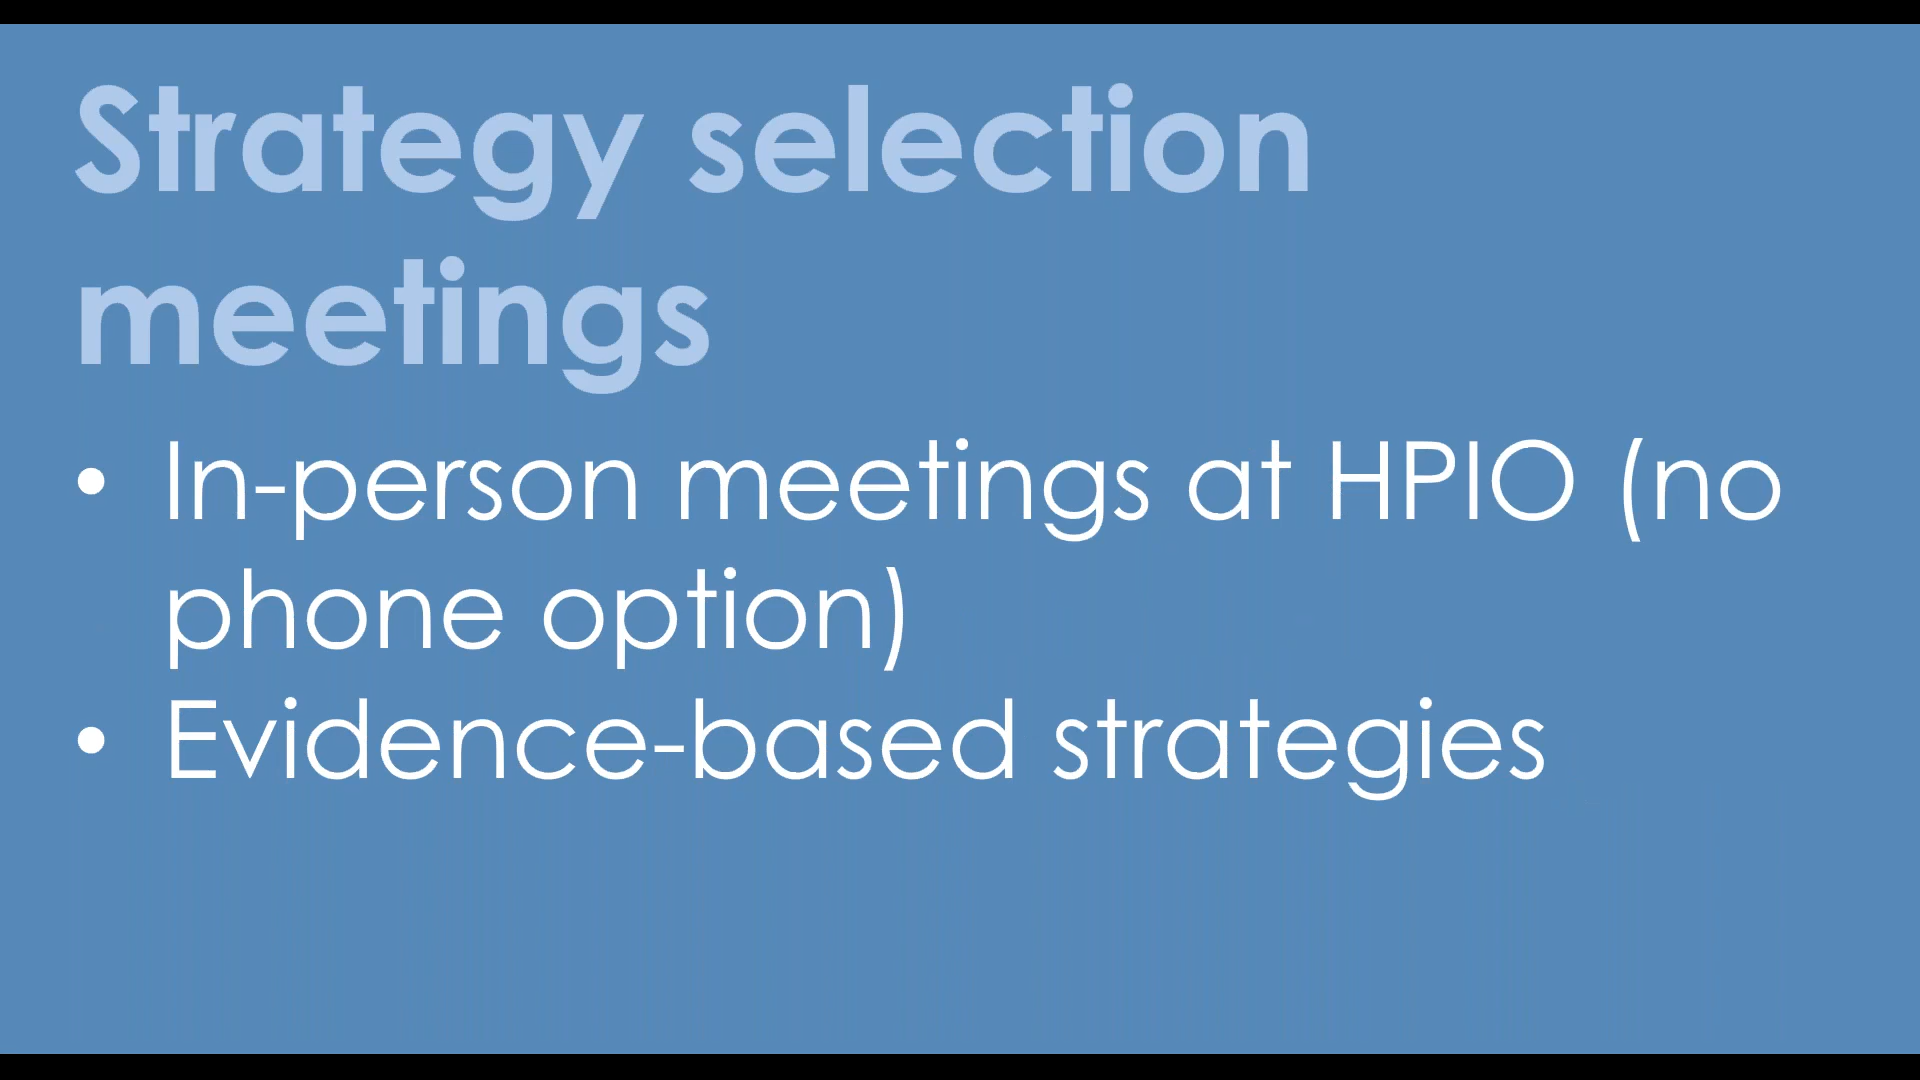 Strategy selection
meetings
• In-person meetings at HPIO (no
phone option)
• Evidence-based strategies